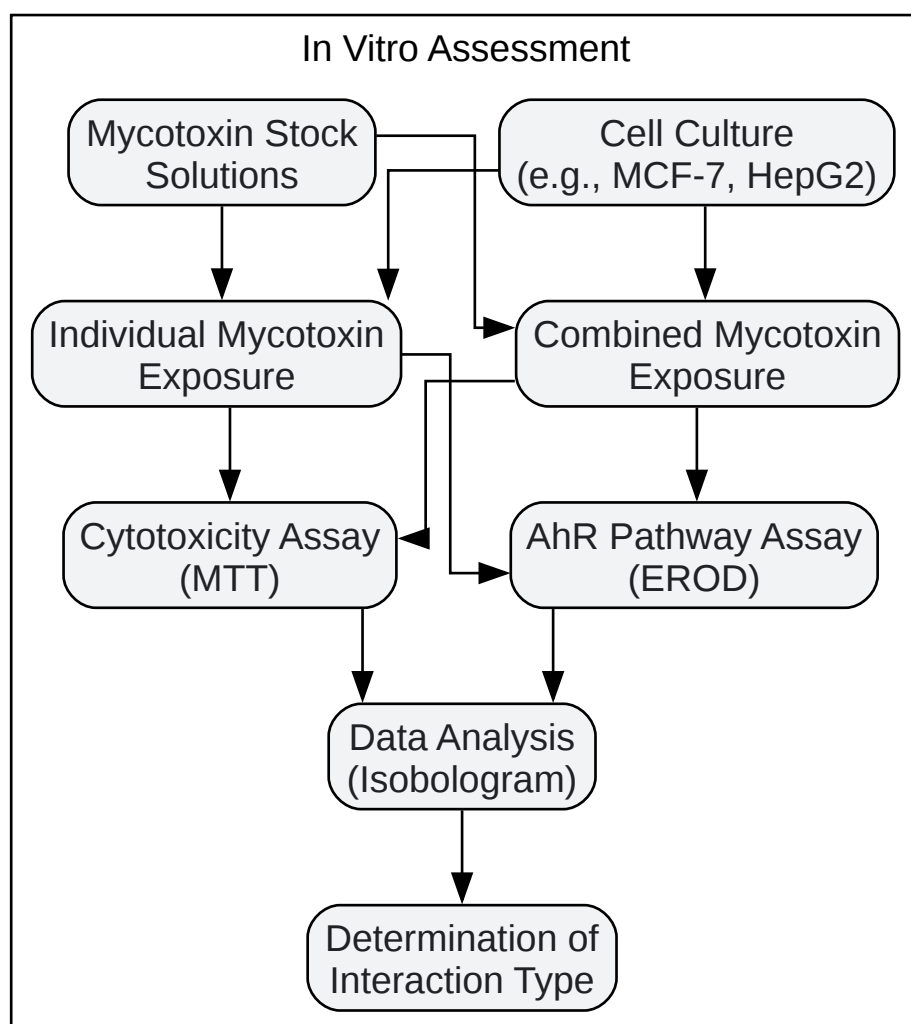 In Vitro Assessment
Mycotoxin Stock
Solutions
Cell Culture
(e.g., MCF-7, HepG2)
Individual Mycotoxin
Exposure
Combined Mycotoxin
Exposure
Cytotoxicity Assay
(MTT)
AhR Pathway Assay
(EROD)
Data Analysis
(Isobologram)
Determination of
Interaction Type